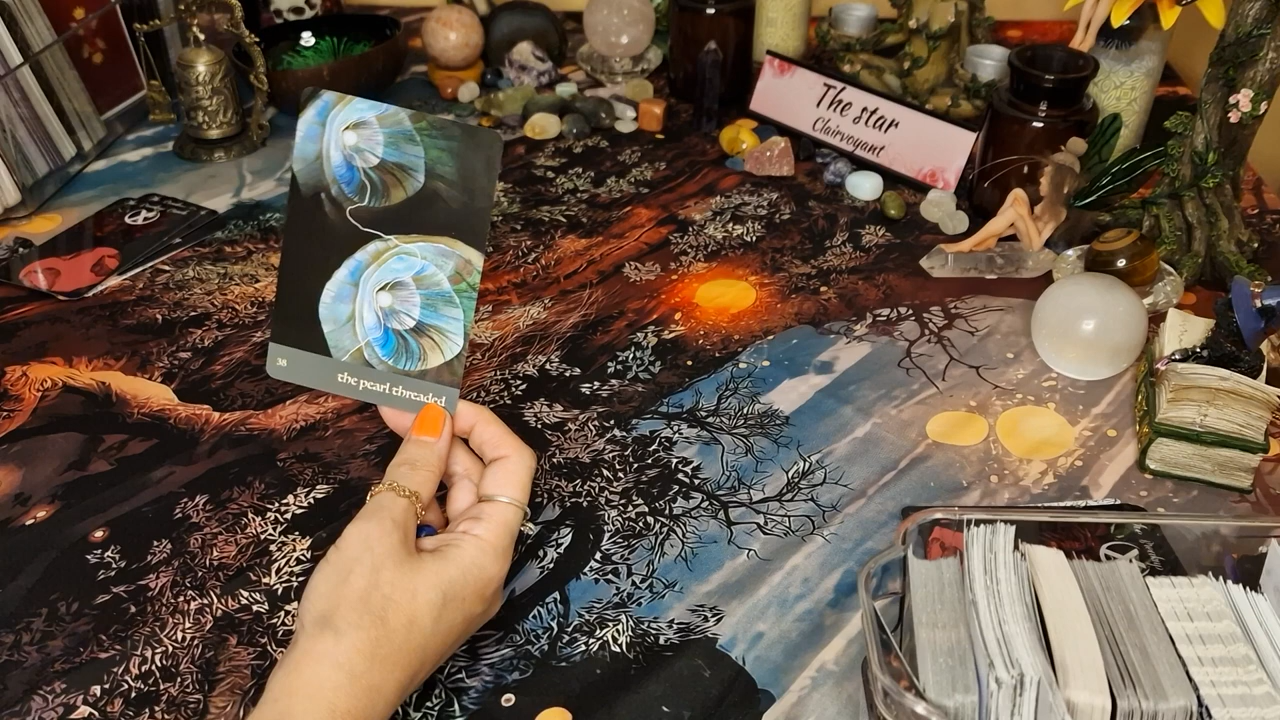 The star
Clairvoyant
38
the pearl threaded